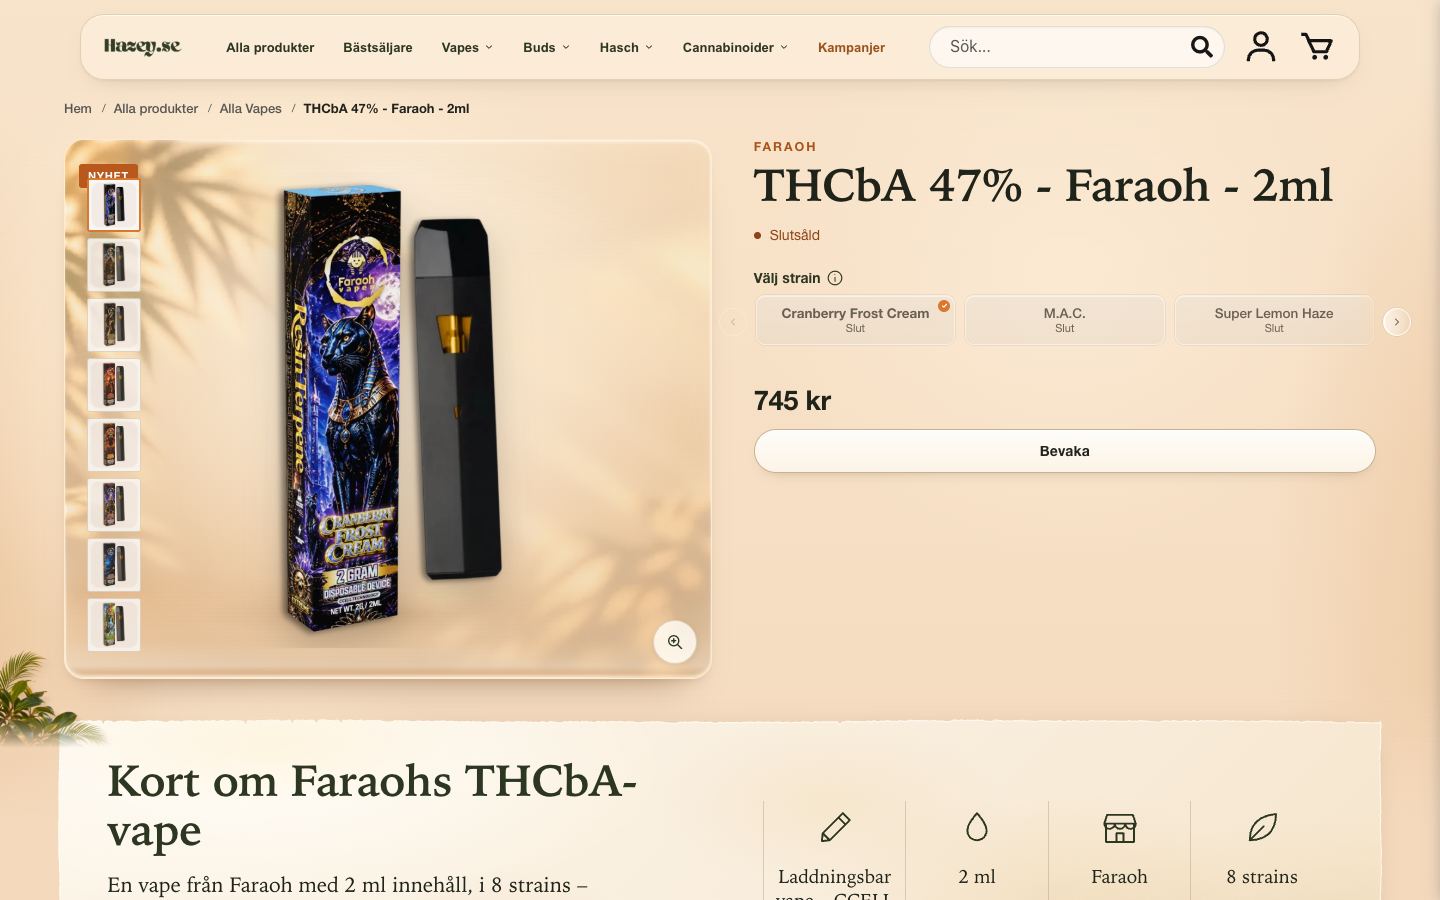 Hazey.se
Alla produkter
Bästsäljare
Vapes
Buds
Hasch
Cannabinoider
Kampanjer
Sök...
Hem / Alla produkter / Alla Vapes / THCbA 47% - Faraoh - 2ml
NYHET
Faraoh
vapes
Resin Terpene
CRANBERRY
FROST
CREAM
2 GRAM
DISPOSABLE DEVICE
NET WT. 2G / 2ML
FARAOH
THCbA 47% - Faraoh - 2ml
Slutsåld
Välj strain
Cranberry Frost Cream
Slut
M.A.C.
Slut
Super Lemon Haze
Slut
745 kr
Bevaka
Kort om Faraohs THCbA-
vape
En vape från Faraoh med 2 ml innehåll, i 8 strains –
Laddningsbar
vape – CCELL
2 ml
Faraoh
8 strains